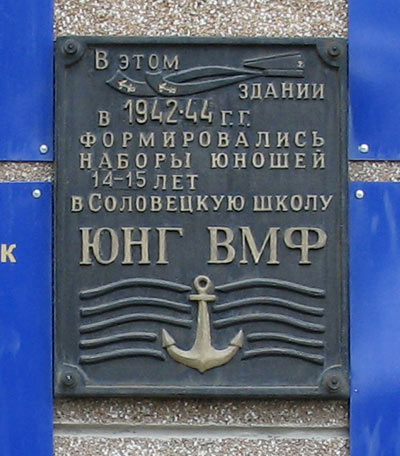 В этом
здании
в 1942-44 г.г.
формировались
наборы юношей
14-15 лет
в Соловецкую школу
ЮНГ ВМФ
к